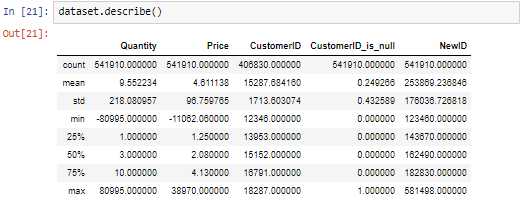 In [21]: dataset.describe()
Out[21]:
Quantity Price CustomerID CustomerID_is_null NewID
count 541910.000000 541910.000000 406830.000000 541910.000000 541910.000000
mean 9.552234 4.611138 15287.684160 0.249266 253869.236846
std 218.080957 96.759765 1713.603074 0.432589 176036.726818
min -80995.000000 -11062.060000 12346.000000 0.000000 123460.000000
25% 1.000000 1.250000 13953.000000 0.000000 143670.000000
50% 3.000000 2.080000 15152.000000 0.000000 162490.000000
75% 10.000000 4.130000 16791.000000 0.000000 182830.000000
max 80995.000000 38970.000000 18287.000000 1.000000 581498.000000